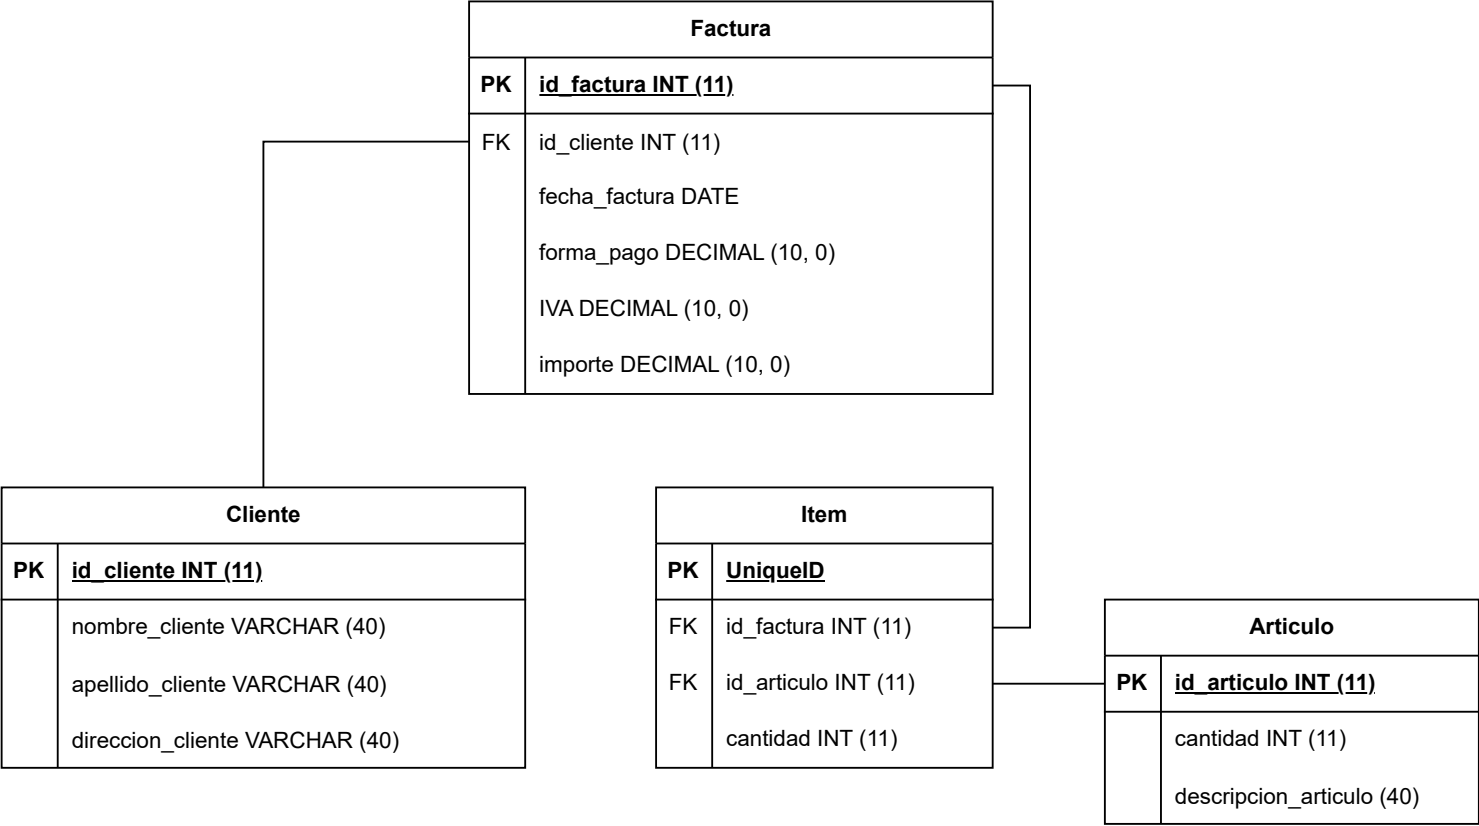 Factura
PK id_factura INT (11)
FK id_cliente INT (11)
fecha_factura DATE
forma_pago DECIMAL (10, 0)
IVA DECIMAL (10, 0)
importe DECIMAL (10, 0)
Cliente
PK id_cliente INT (11)
nombre_cliente VARCHAR (40)
apellido_cliente VARCHAR (40)
direccion_cliente VARCHAR (40)
Item
PK UniqueID
FK id_factura INT (11)
FK id_articulo INT (11)
cantidad INT (11)
Articulo
PK id_articulo INT (11)
cantidad INT (11)
descripcion_articulo (40)